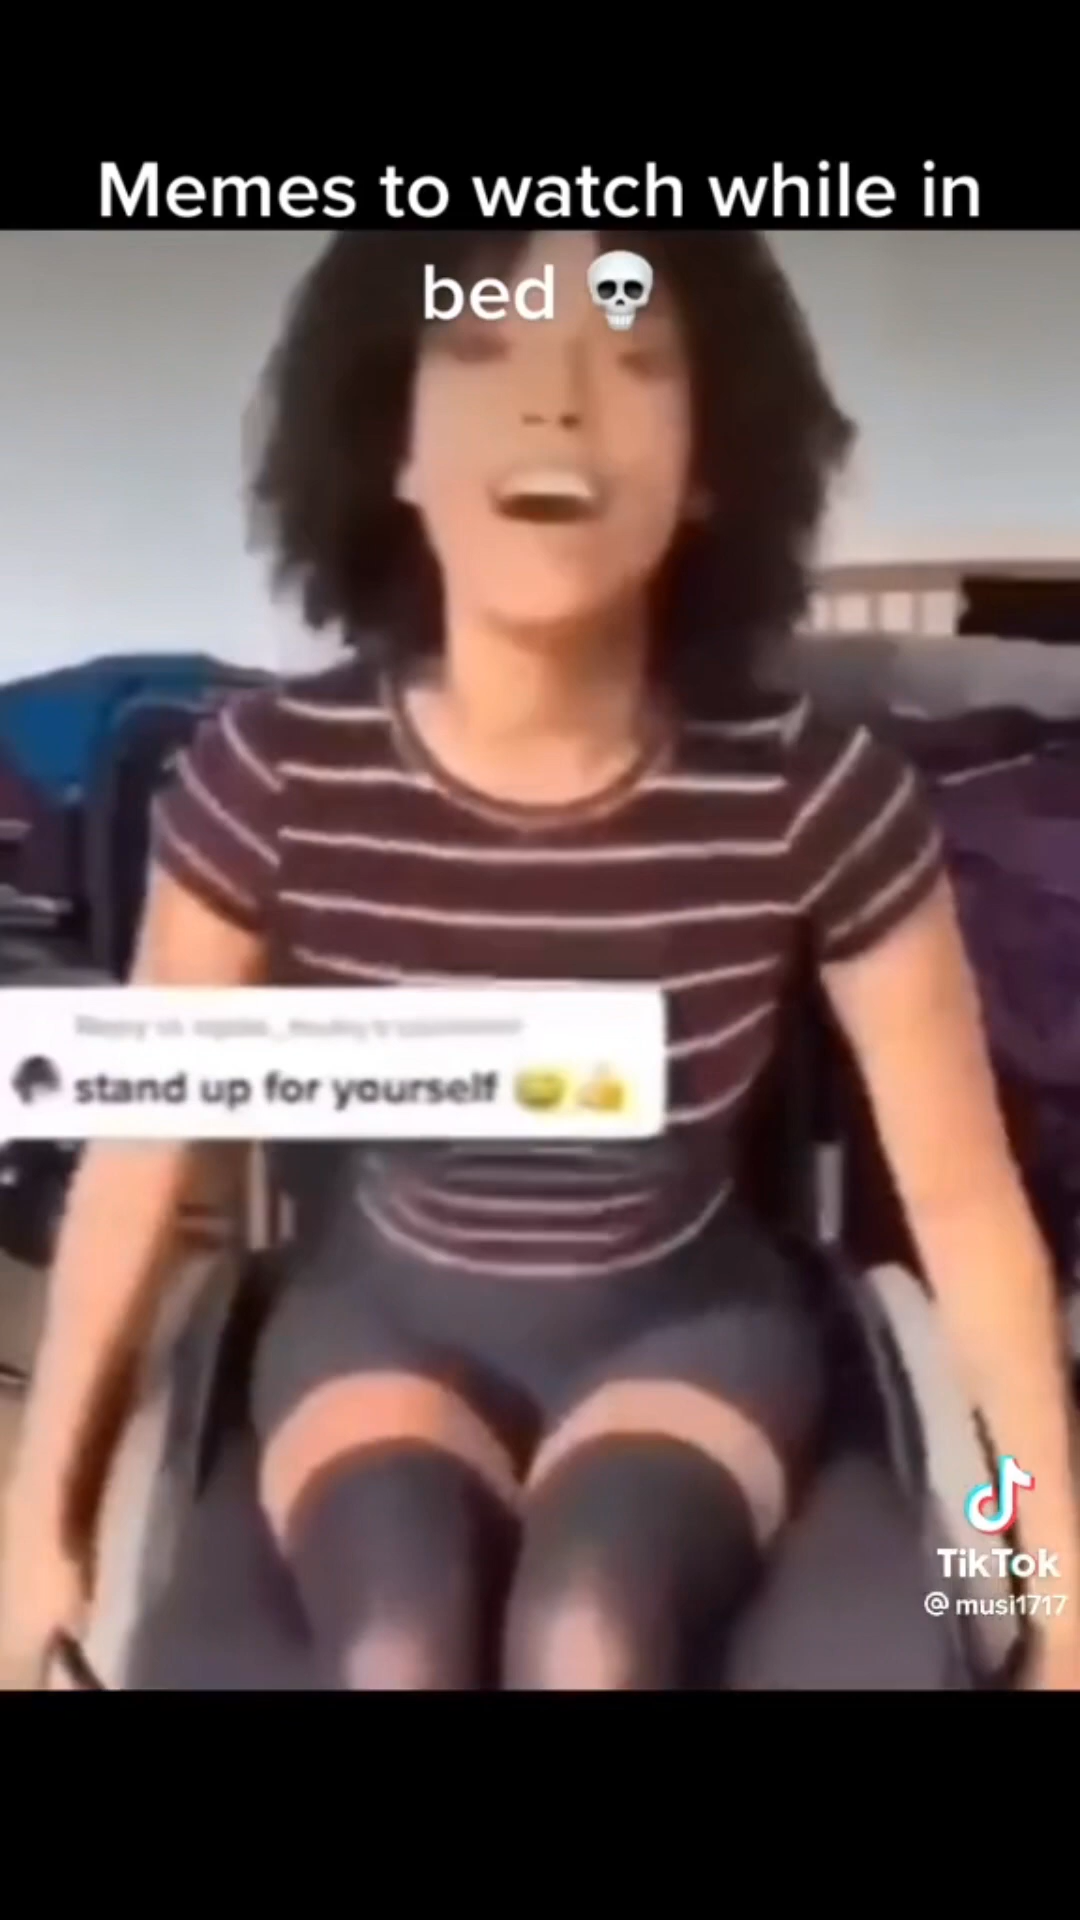 Memes to watch while in
bed 💀
stand up for yourself 😅👍
TikTok
@musi1717